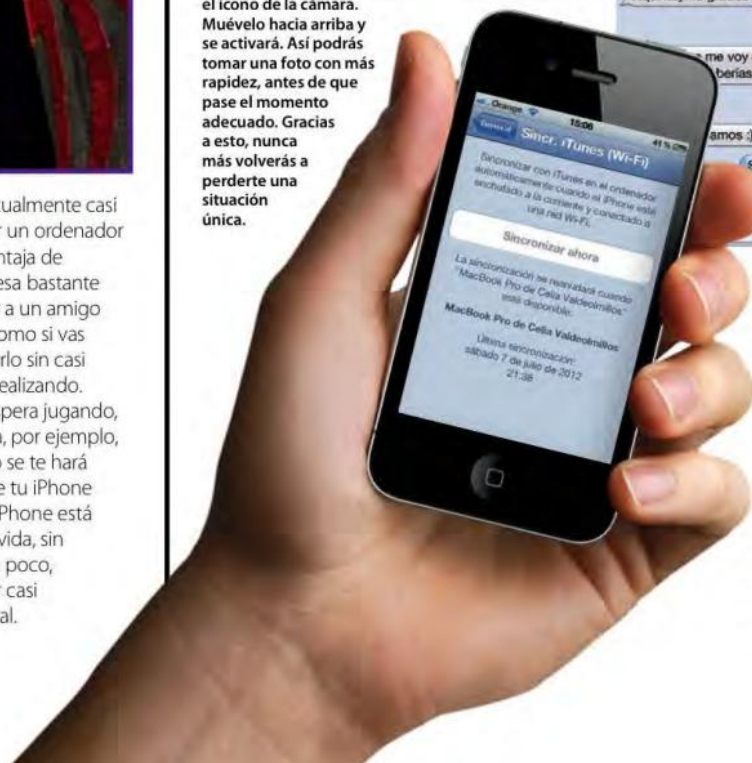 el icono de la cámara.
Muévelo hacia arriba y
se activará. Así podrás
tomar una foto con más
rapidez, antes de que
pase el momento
adecuado. Gracias
a esto, nunca
más volverás a
perderte una
situación
única.
tualmente casi
r un ordenador
ntaja de
esa bastante
r a un amigo
omo si vas
rlo sin casi
ealizando.
spera jugando,
a, por ejemplo,
o se te hará
e tu iPhone
Phone está
vida, sin
poco,
r casi
al.
Orange
15:06
41 %
General
Sincr. iTunes (Wi-Fi)
Sincronizar con iTunes en el ordenador
automáticamente cuando el iPhone esté
enchufado a la corriente y conectado a
una red Wi-Fi.
Sincronizar ahora
La sincronización se reanudará cuando
"MacBook Pro de Celia Valdeolmillos"
esté disponible.
MacBook Pro de Celia Valdeolmillos
Última sincronización:
sábado 7 de julio de 2012
21:38
me voy
berías
amos :)